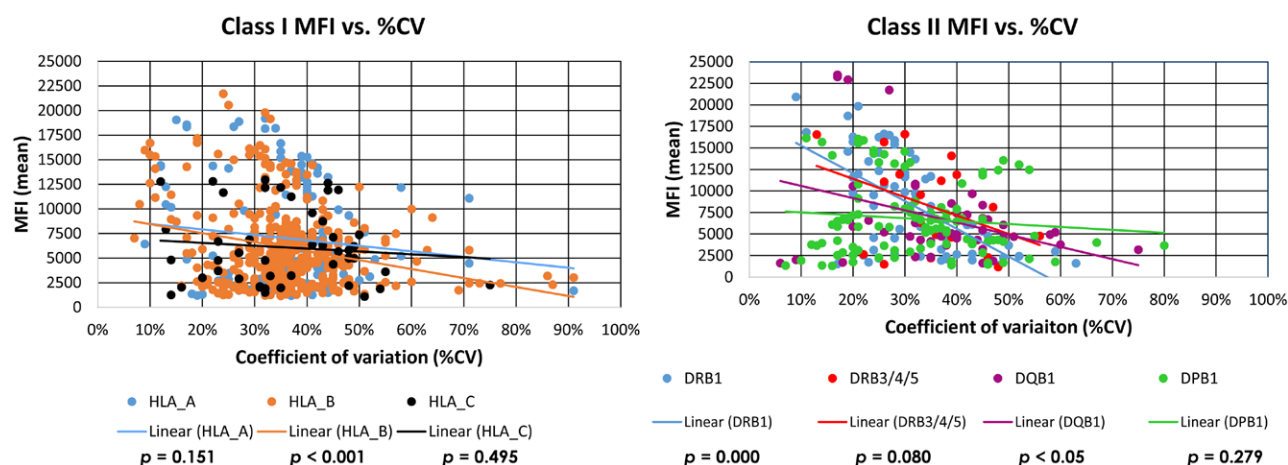 Class I MFI vs. %CV
MFI (mean)
25000
22500
20000
17500
15000
12500
10000
7500
5000
2500
0
0% 10% 20% 30% 40% 50% 60% 70% 80% 90% 100%
Coefficient of variation (%CV)
HLA_A HLA_B HLA_C
Linear (HLA_A) Linear (HLA_B) Linear (HLA_C)
p = 0.151 p < 0.001 p = 0.495
Class II MFI vs. %CV
MFI (mean)
25000
22500
20000
17500
15000
12500
10000
7500
5000
2500
0
0% 10% 20% 30% 40% 50% 60% 70% 80% 90% 100%
Coefficient of variaiton (%CV)
DRB1 DRB3/4/5 DQB1 DPB1
Linear (DRB1) Linear (DRB3/4/5) Linear (DQB1) Linear (DPB1)
p = 0.000 p = 0.080 p < 0.05 p = 0.279